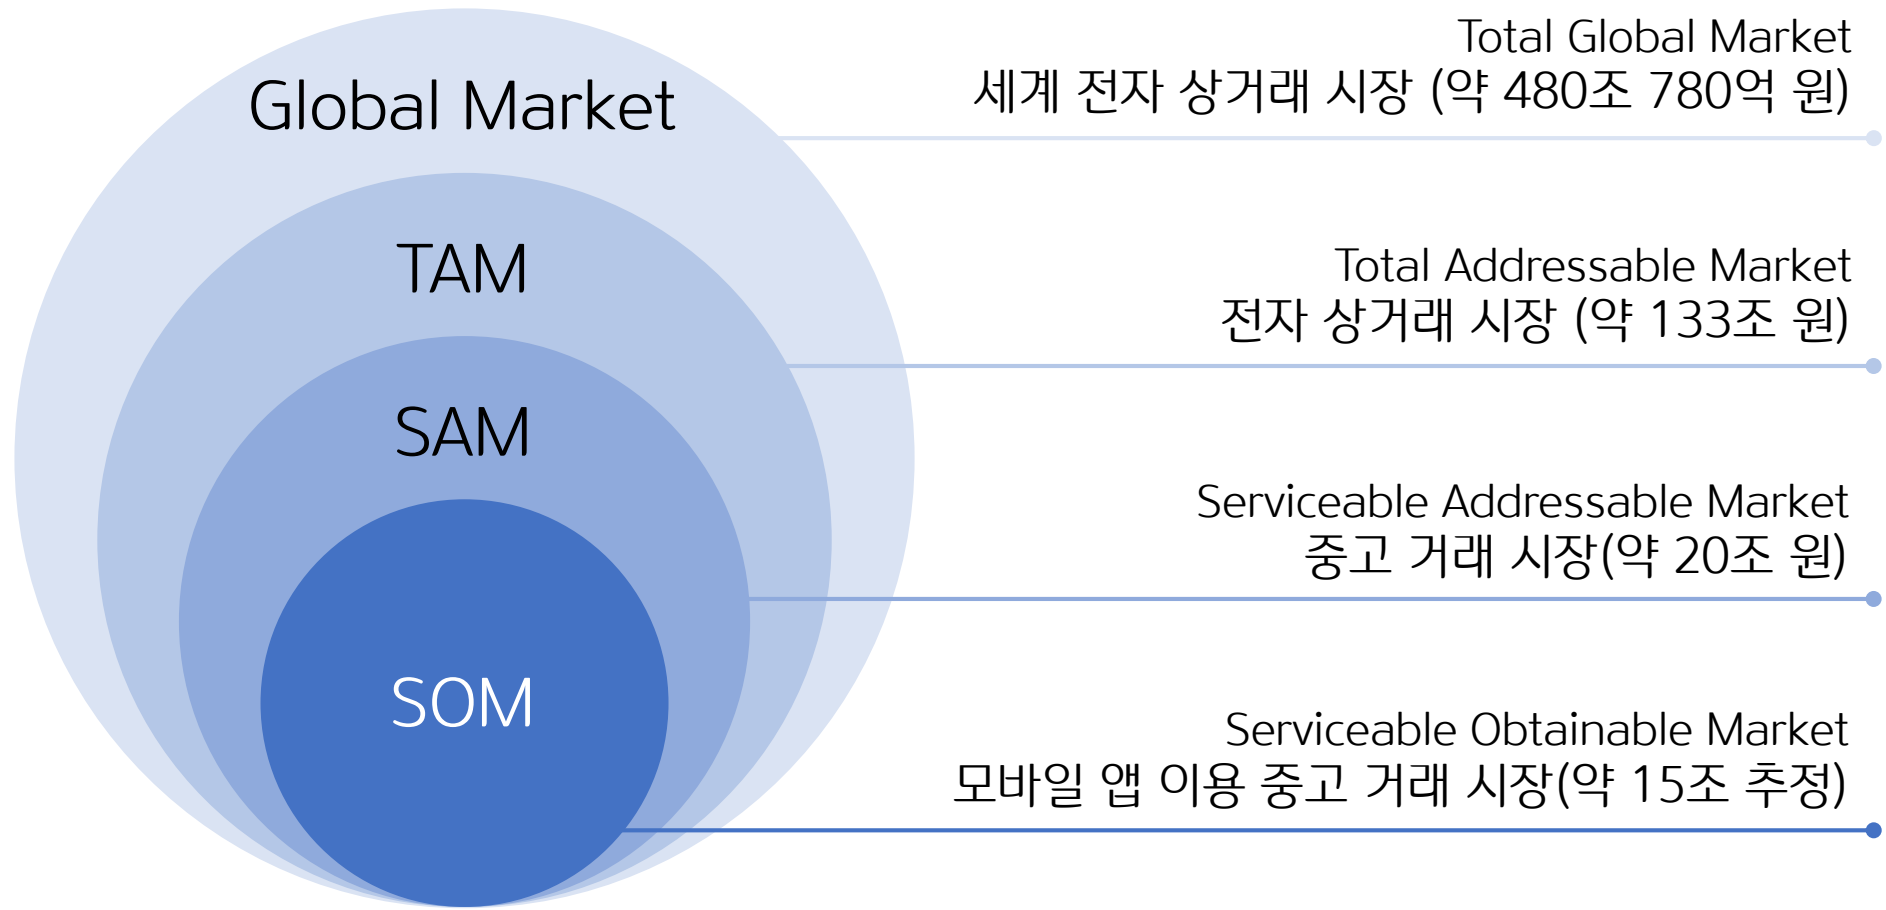 Global Market
TAM
SAM
SOM
Total Global Market
세계 전자 상거래 시장 (약 480조 780억 원)
Total Addressable Market
전자 상거래 시장 (약 133조 원)
Serviceable Addressable Market
중고 거래 시장(약 20조 원)
Serviceable Obtainable Market
모바일 앱 이용 중고 거래 시장(약 15조 추정)